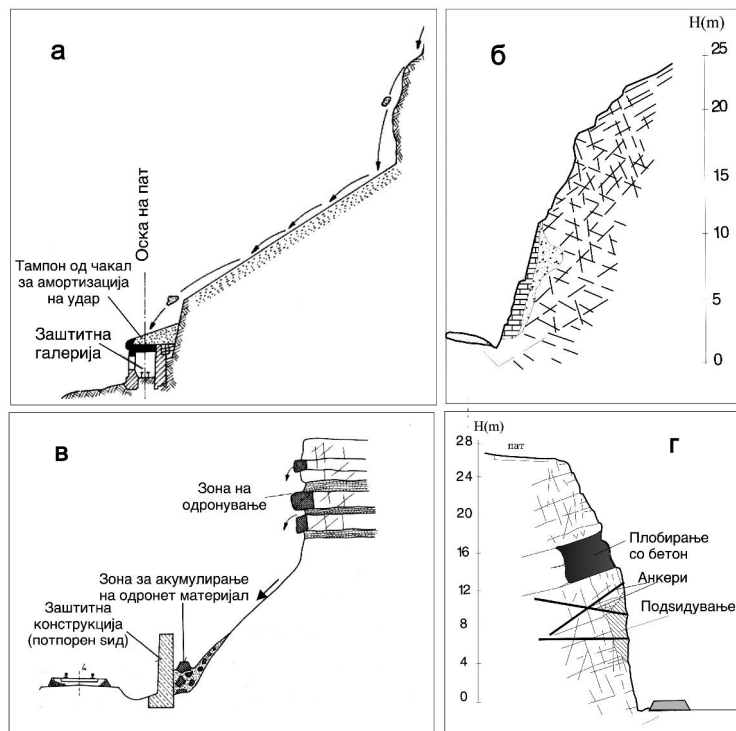 а
Оска на пат
Тампон од чакал
за амортизација
на удар
Заштитна
галерија
б
H(m)
25
20
15
10
5
0
в
Зона на
одронување
Зона за акумулирање
на одронет материјал
Заштитна
конструкција
(потпорен ѕид)
г
H(m)
28
24
20
16
12
8
4
0
пат
Плобирање
со бетон
Анкери
Подѕидување